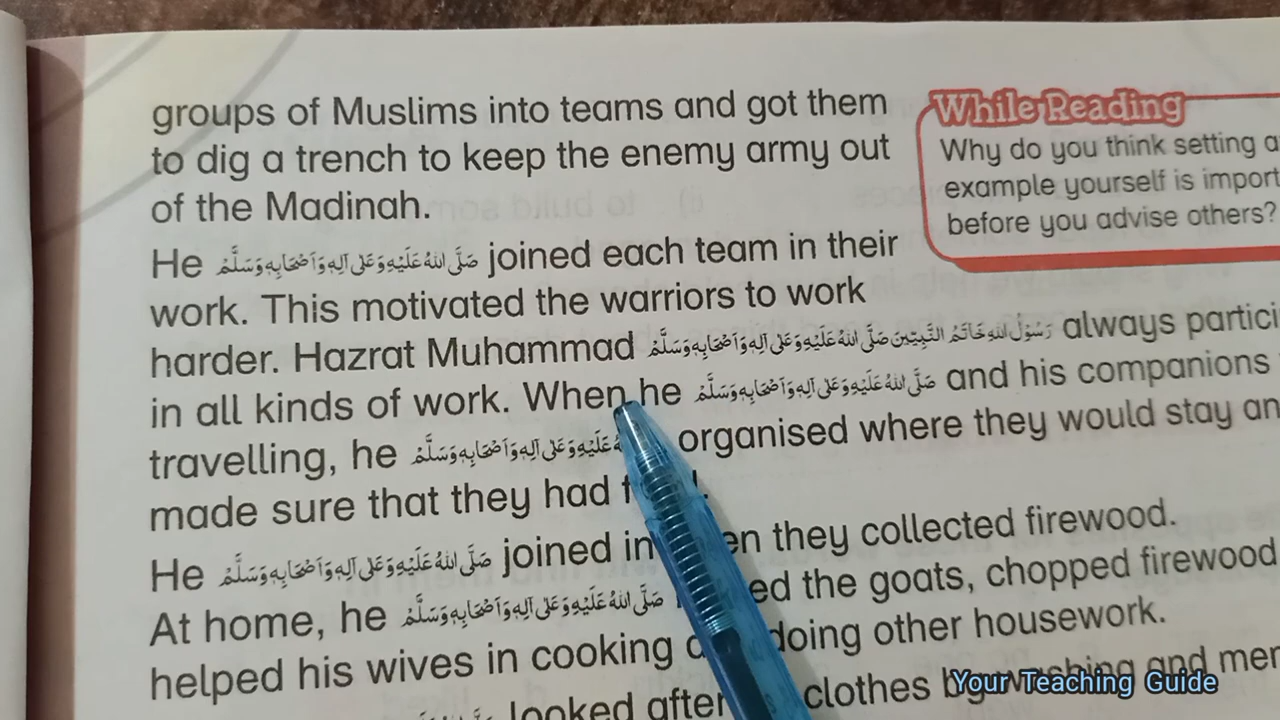 groups of Muslims into teams and got them
to dig a trench to keep the enemy army out
of the Madinah.
He صَلَّى اللهُ عَلَيْهِ وَعَلَى آلِهٖ وَاَصْحَابِهٖ وَسَلَّمَ joined each team in their
work. This motivated the warriors to work
harder. Hazrat Muhammad رَسُوْلُ اللهِ خَاتَمُ النَّبِيّٖنَ صَلَّى اللهُ عَلَيْهِ وَعَلَى آلِهٖ وَاَصْحَابِهٖ وَسَلَّمَ always partici
in all kinds of work. When he صَلَّى اللهُ عَلَيْهِ وَعَلَى آلِهٖ وَاَصْحَابِهٖ وَسَلَّمَ and his companions
travelling, he عَلَيْهِ وَعَلَى آلِهٖ وَاَصْحَابِهٖ وَسَلَّمَ organised where they would stay an
made sure that they had
He صَلَّى اللهُ عَلَيْهِ وَعَلَى آلِهٖ وَاَصْحَابِهٖ وَسَلَّمَ joined in en they collected firewood.
At home, he صَلَّى اللهُ عَلَيْهِ وَعَلَى آلِهٖ وَاَصْحَابِهٖ وَسَلَّمَ ed the goats, chopped firewood
helped his wives in cooking doing other housework.
looked after clothes by washing and men
While Reading
Why do you think setting a
example yourself is import
before you advise others?
Your Teaching Guide